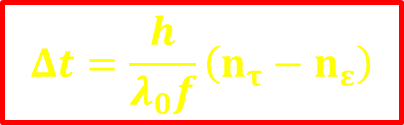 Δt = h / λ₀f (n_τ − n_ε)